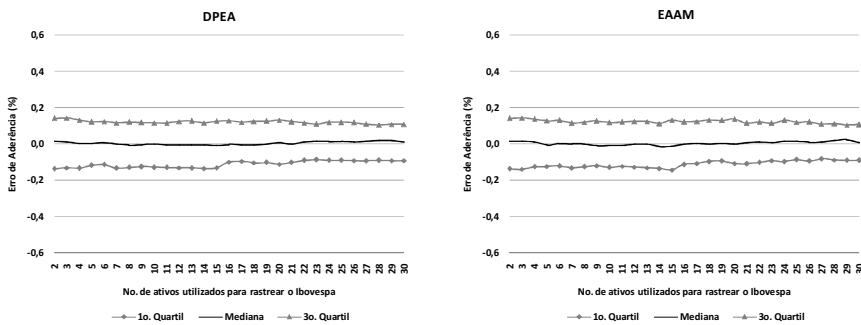 DPEA
0,6
0,4
0,2
0,0
-0,2
-0,4
-0,6
Erro de Aderência (%)
2 3 4 5 6 7 8 9 10 11 12 13 14 15 16 17 18 19 20 21 22 23 24 25 26 27 28 29 30
No. de ativos utilizados para rastrear o Ibovespa
1o. Quartil Mediana 3o. Quartil
EAAM
0,6
0,4
0,2
0,0
-0,2
-0,4
-0,6
Erro de Aderência (%)
2 3 4 5 6 7 8 9 10 11 12 13 14 15 16 17 18 19 20 21 22 23 24 25 26 27 28 29 30
No. de ativos utilizados para rastrear o Ibovespa
1o. Quartil Mediana 3o. Quartil